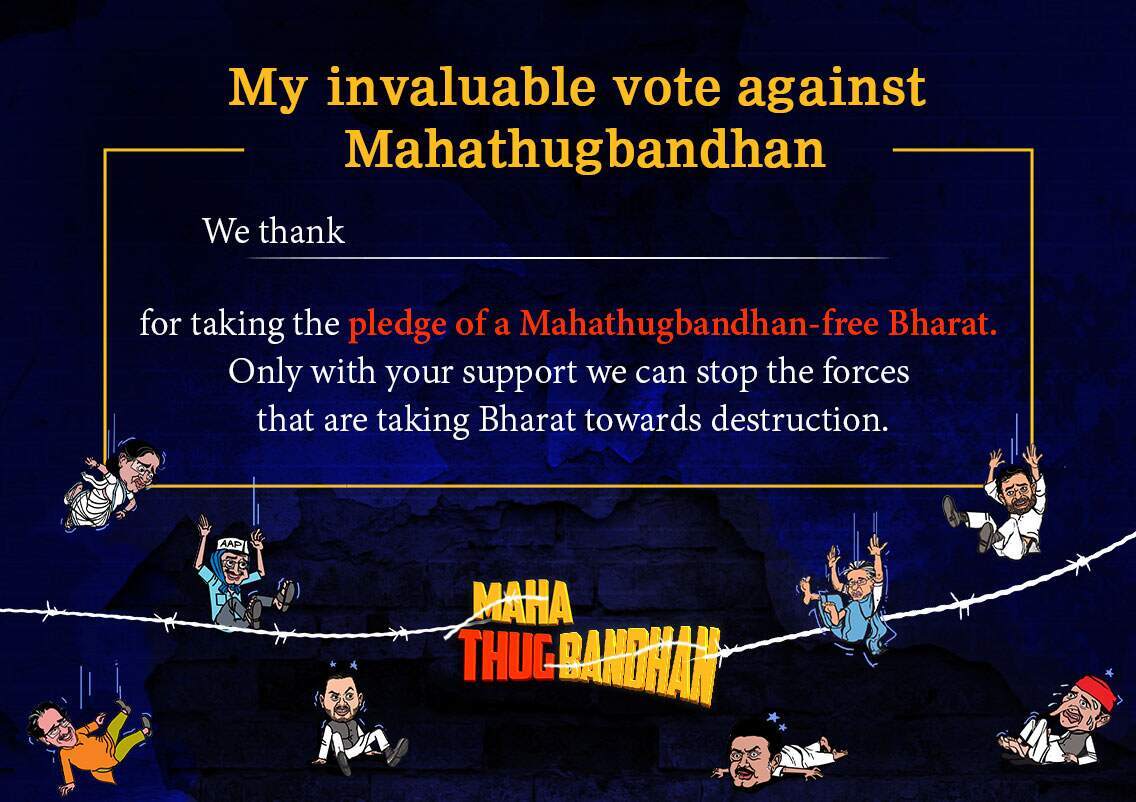 My invaluable vote against
Mahathugbandhan
We thank
for taking the pledge of a Mahathugbandhan-free Bharat.
Only with your support we can stop the forces
that are taking Bharat towards destruction.
AAP
MAHA
THUGBANDHAN